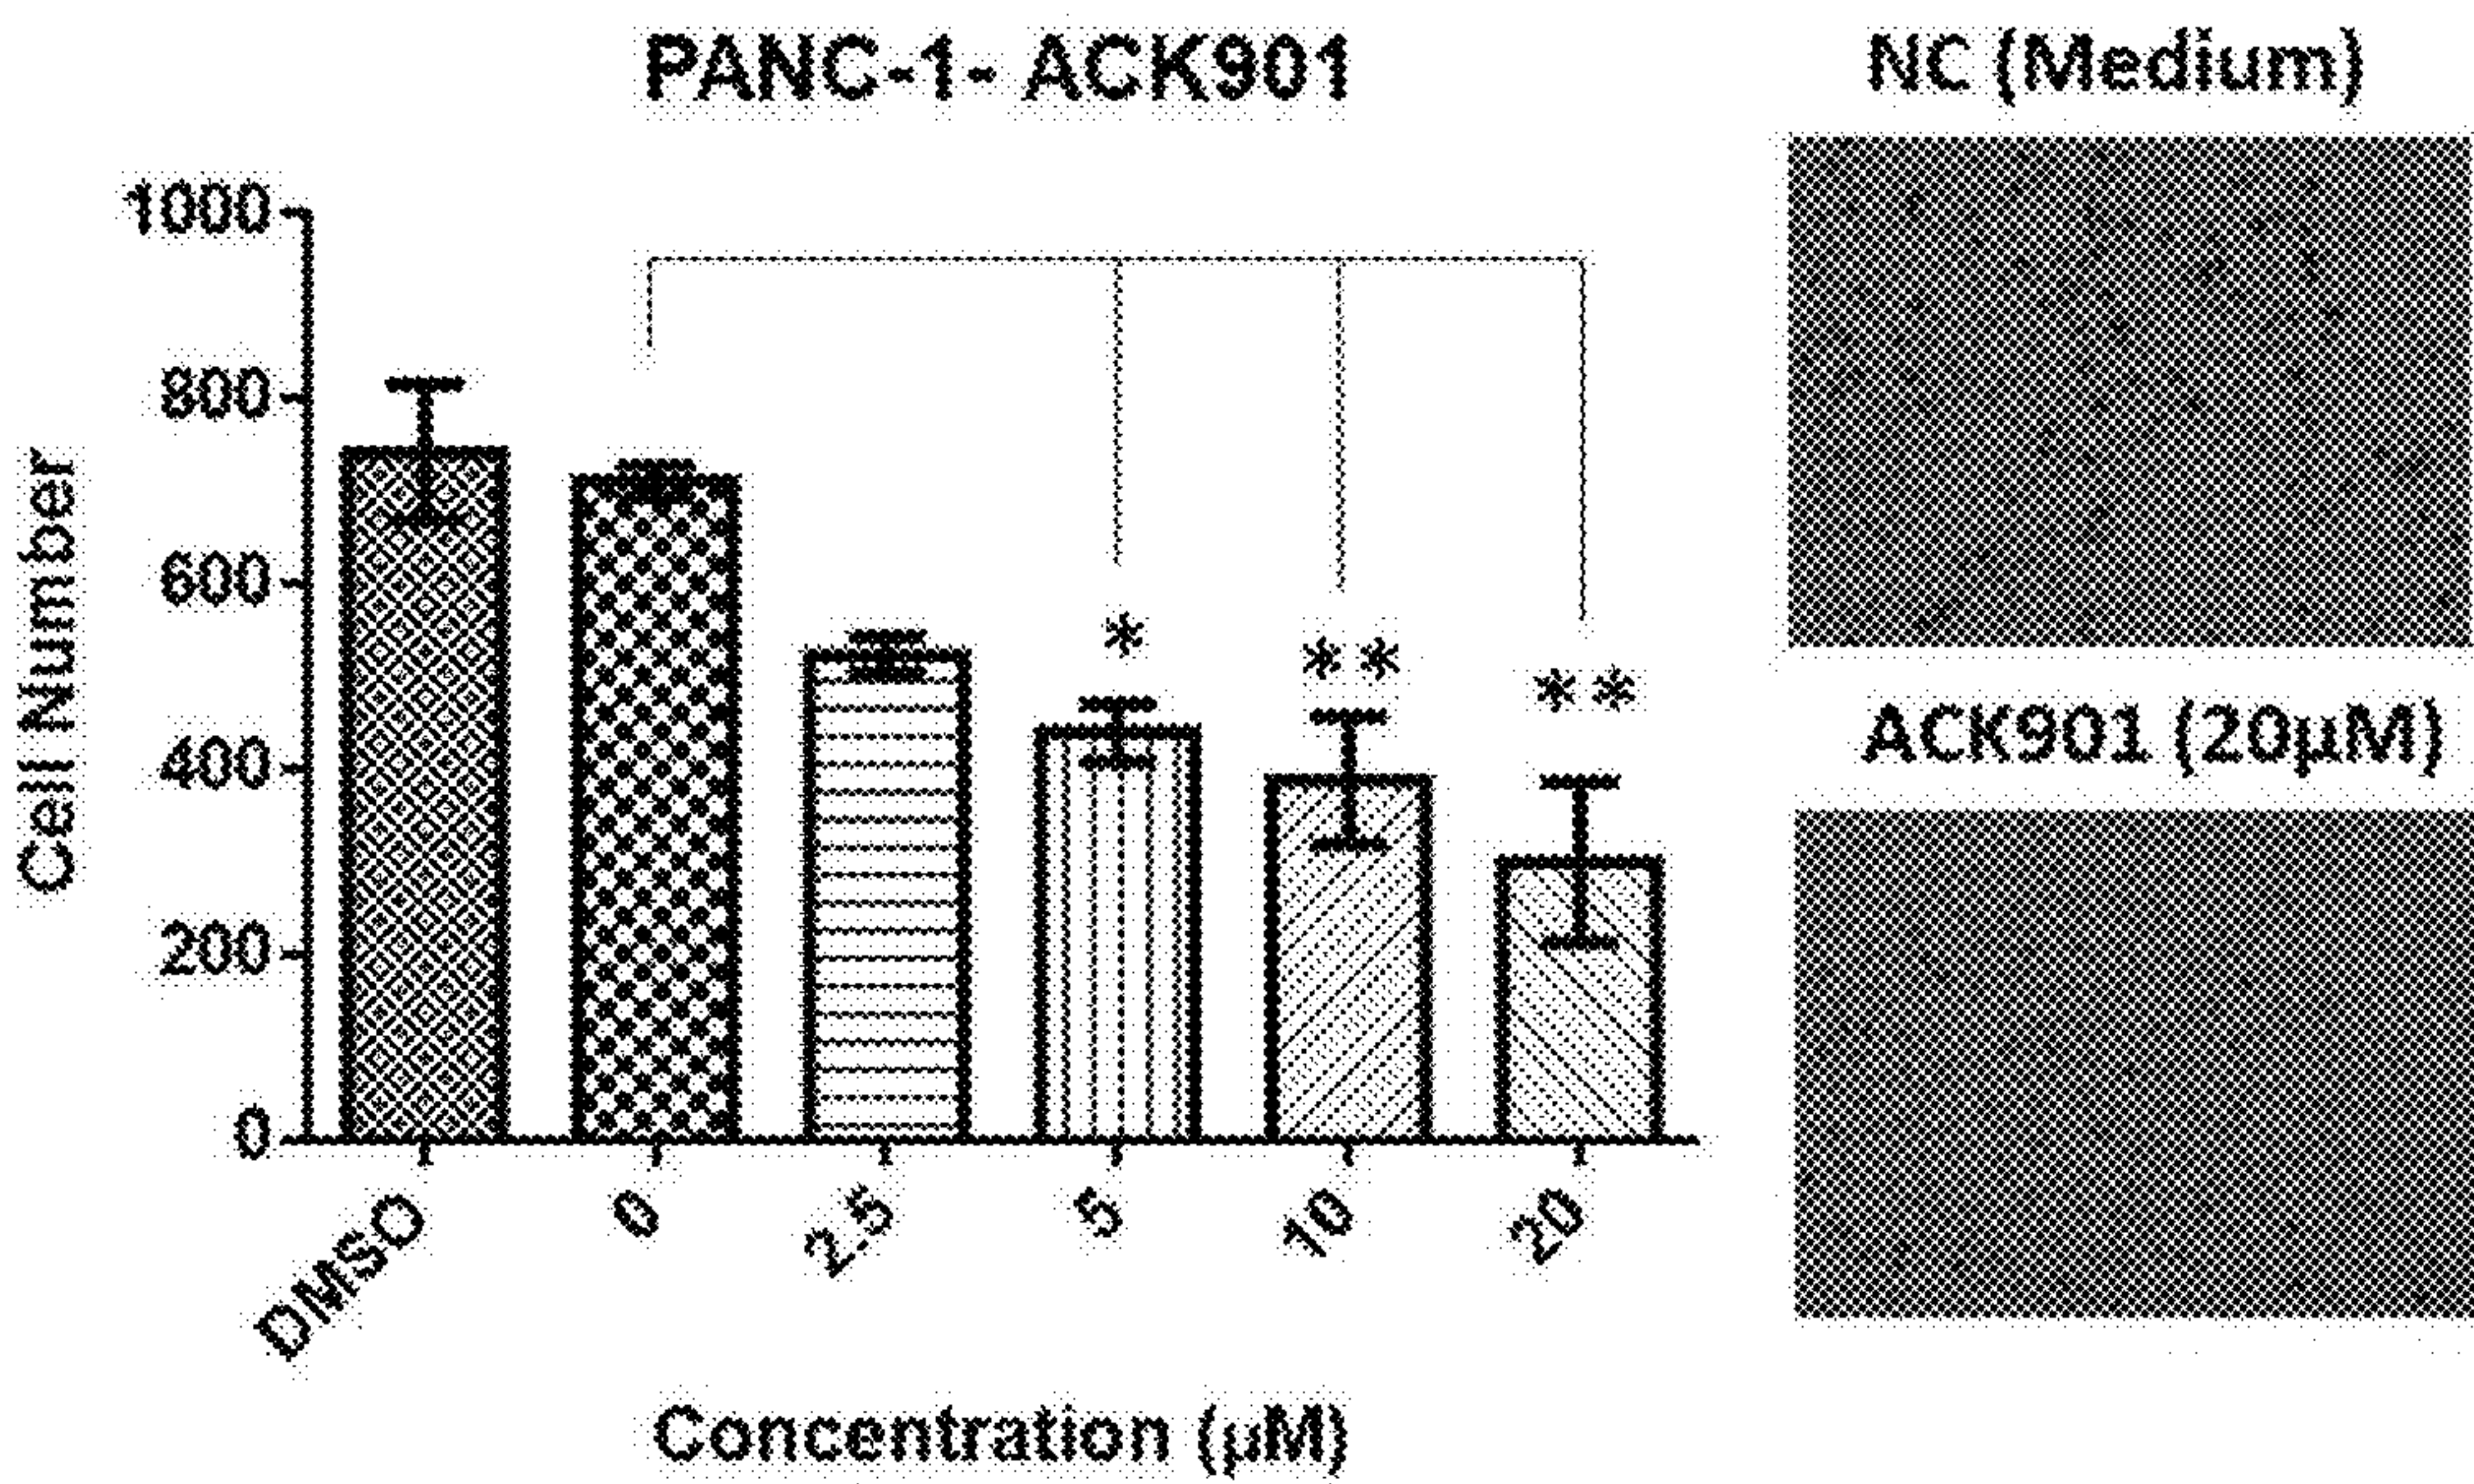 PANC-1- ACK901
Cell Number
1000
800
600
400
200
0
*
**
**
DMSO
0
2.5
5
10
20
Concentration (µM)
NC (Medium)
ACK901 (20µM)